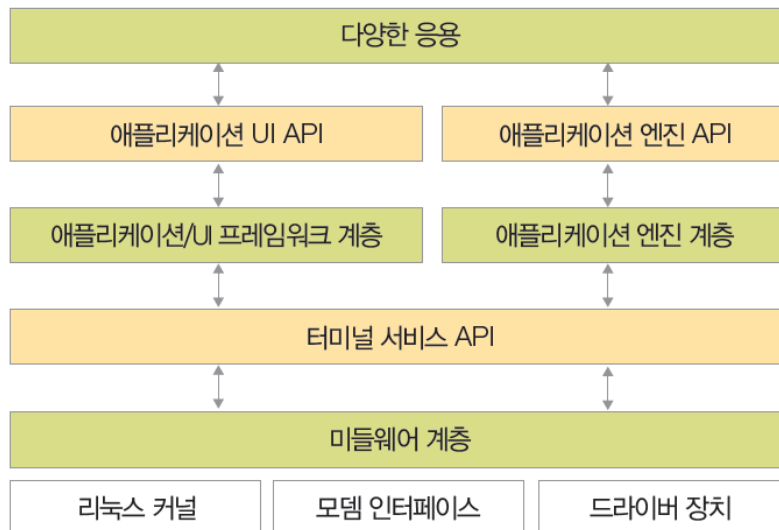 다양한 응용
애플리케이션 UI API
애플리케이션 엔진 API
애플리케이션/UI 프레임워크 계층
애플리케이션 엔진 계층
터미널 서비스 API
미들웨어 계층
리눅스 커널
모뎀 인터페이스
드라이버 장치